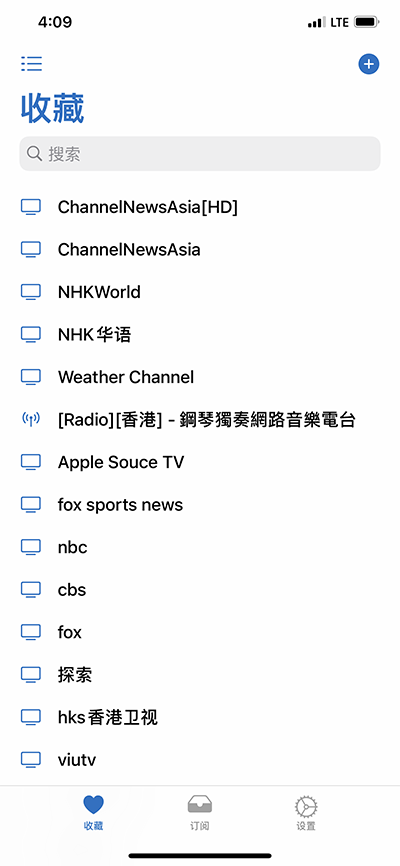 4:09 LTE
收藏
搜索
ChannelNewsAsia[HD]
ChannelNewsAsia
NHKWorld
NHK华语
Weather Channel
[Radio][香港] - 鋼琴獨奏網路音樂電台
Apple Souce TV
fox sports news
nbc
cbs
fox
探索
hks香港卫视
viutv
收藏 订阅 设置